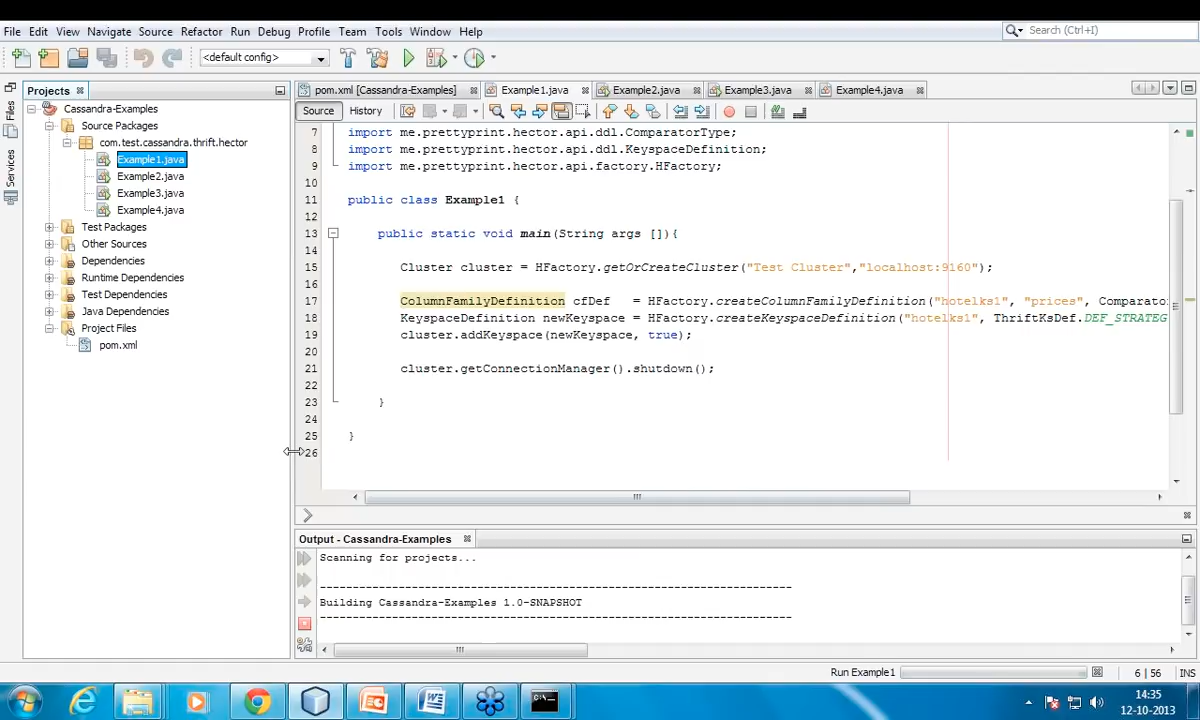 File Edit View Navigate Source Refactor Run Debug Profile Team Tools Window Help
Search (Ctrl+I)
<default config>
Projects
pom.xml [Cassandra-Examples]
Example1.java
Example2.java
Example3.java
Example4.java
Files
Services
Cassandra-Examples
Source Packages
com.test.cassandra.thrift.hector
Example1.java
Example2.java
Example3.java
Example4.java
Test Packages
Other Sources
Dependencies
Runtime Dependencies
Test Dependencies
Java Dependencies
Project Files
pom.xml
Source History
7 import me.prettyprint.hector.api.ddl.ComparatorType;
8 import me.prettyprint.hector.api.ddl.KeyspaceDefinition;
9 import me.prettyprint.hector.api.factory.HFactory;
10
11 public class Example1 {
12
13 public static void main(String args []){
14
15 Cluster cluster = HFactory.getOrCreateCluster("Test Cluster","localhost:9160");
16
17 ColumnFamilyDefinition cfDef = HFactory.createColumnFamilyDefinition("hotelks1", "prices", Comparato
18 KeyspaceDefinition newKeyspace = HFactory.createKeyspaceDefinition("hotelks1", ThriftKsDef.DEF_STRATEG
19 cluster.addKeyspace(newKeyspace, true);
20
21 cluster.getConnectionManager().shutdown();
22
23 }
24
25 }
26
Output - Cassandra-Examples
Scanning for projects...
------------------------------------------------------------------------
Building Cassandra-Examples 1.0-SNAPSHOT
------------------------------------------------------------------------
Run Example1
6 | 56
INS
14:35
12-10-2013